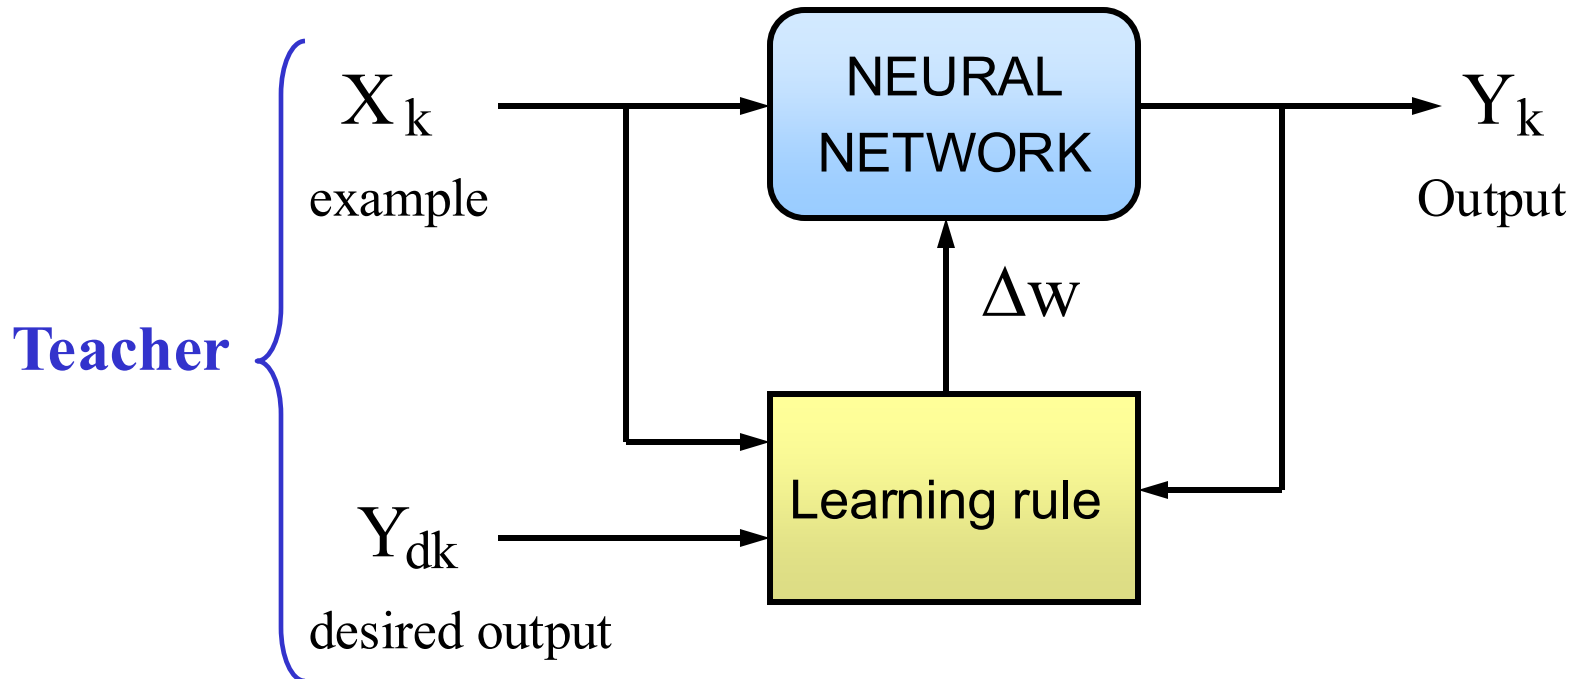 Teacher
X k
example
NEURAL
NETWORK
Y k
Output
Δw
Y dk
desired output
Learning rule